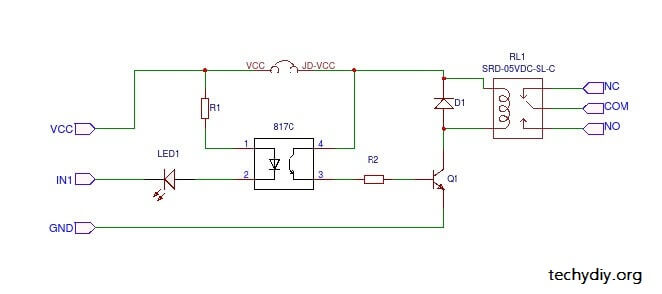 RL1
SRD-05VDC-SL-C
VCC JD-VCC
NC
COM
NO
R1
D1
VCC
817C
LED1
1 4
R2
IN1
2 3
Q1
GND
techydiy.org